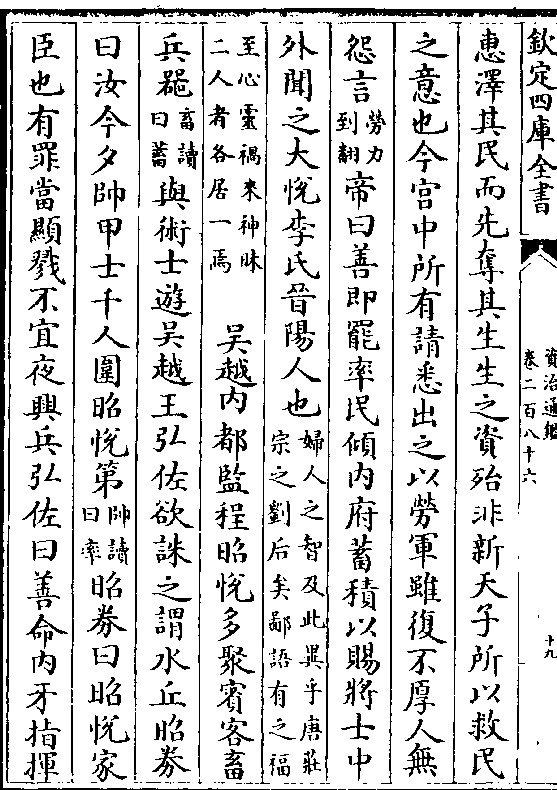 欽定四庫全書
資治通鑑
卷二百八十六
十九
惠澤其民而先奪其生生之資殆非新天子所以救民
之意也今宫中所有請悉出之以勞軍雖復不厚人無
怨言勞力到翻帝曰善即罷率民傾内府蓄積以賜將士中
外聞之大悦李氏晉陽人也婦人之智及此異乎唐莊宗之劉后矣鄙語有之福
至心靈禍來神昧二人者各居一焉 吴越内都監程昭悦多聚賓客畜
兵器畜讀曰蓄與術士遊吴越王弘佐欲誅之謂水丘昭券
曰汝今夕帥甲士千人圍昭悦第帥讀曰率昭券曰昭悦家
臣也有罪當顯戮不宜夜興兵弘佐曰善命内牙指揮